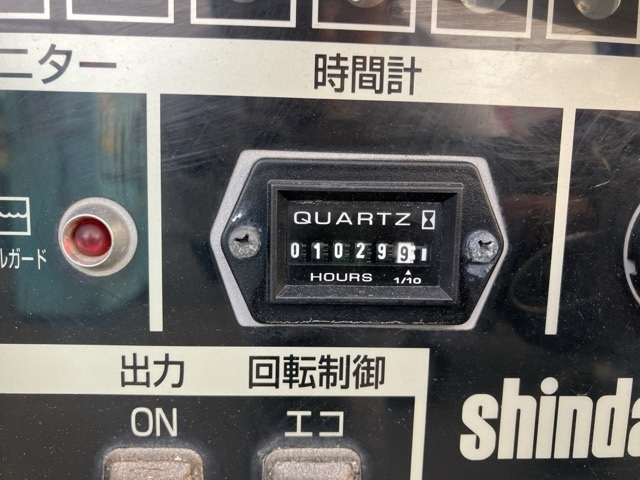 ニター
時間計
QUARTZ
010299
HOURS 1/10
ルガード
出力
回転制御
ON
エコ
shinda